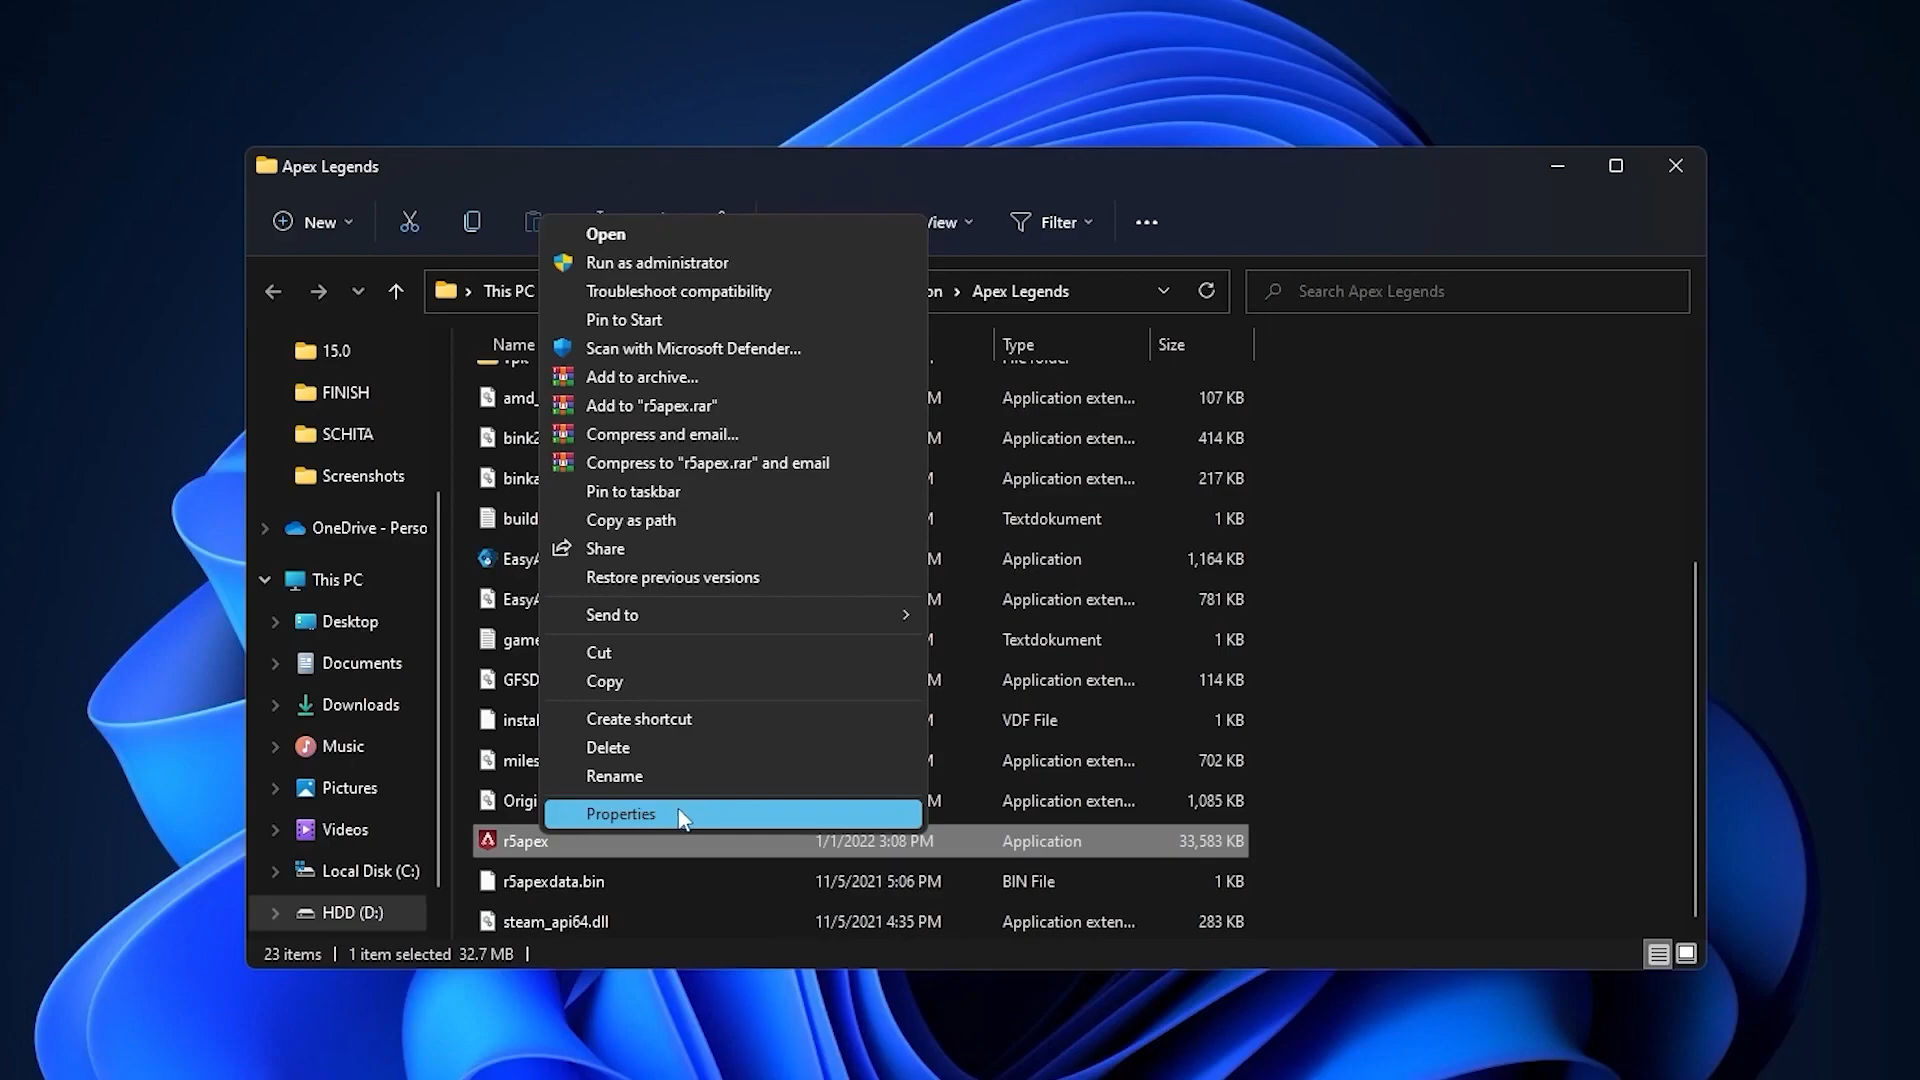 Apex Legends
New
View
Filter
This PC
on › Apex Legends
Search Apex Legends
Open
Run as administrator
Troubleshoot compatibility
Pin to Start
Scan with Microsoft Defender...
Add to archive...
Add to "r5apex.rar"
Compress and email...
Compress to "r5apex.rar" and email
Pin to taskbar
Copy as path
Share
Restore previous versions
Send to
Cut
Copy
Create shortcut
Delete
Rename
Properties
15.0
FINISH
SCHITA
Screenshots
OneDrive - Perso
This PC
Desktop
Documents
Downloads
Music
Pictures
Videos
Local Disk (C:)
HDD (D:)
Name Type Size
vpk File folder
amd_ M Application exten... 107 KB
bink2 M Application exten... 414 KB
binka M Application exten... 217 KB
build M Textdokument 1 KB
EasyA M Application 1,164 KB
EasyA M Application exten... 781 KB
game M Textdokument 1 KB
GFSD M Application exten... 114 KB
instal M VDF File 1 KB
miles M Application exten... 702 KB
Origi M Application exten... 1,085 KB
r5apex 1/1/2022 3:08 PM Application 33,583 KB
r5apexdata.bin 11/5/2021 5:06 PM BIN File 1 KB
steam_api64.dll 11/5/2021 4:35 PM Application exten... 283 KB
23 items | 1 item selected 32.7 MB |